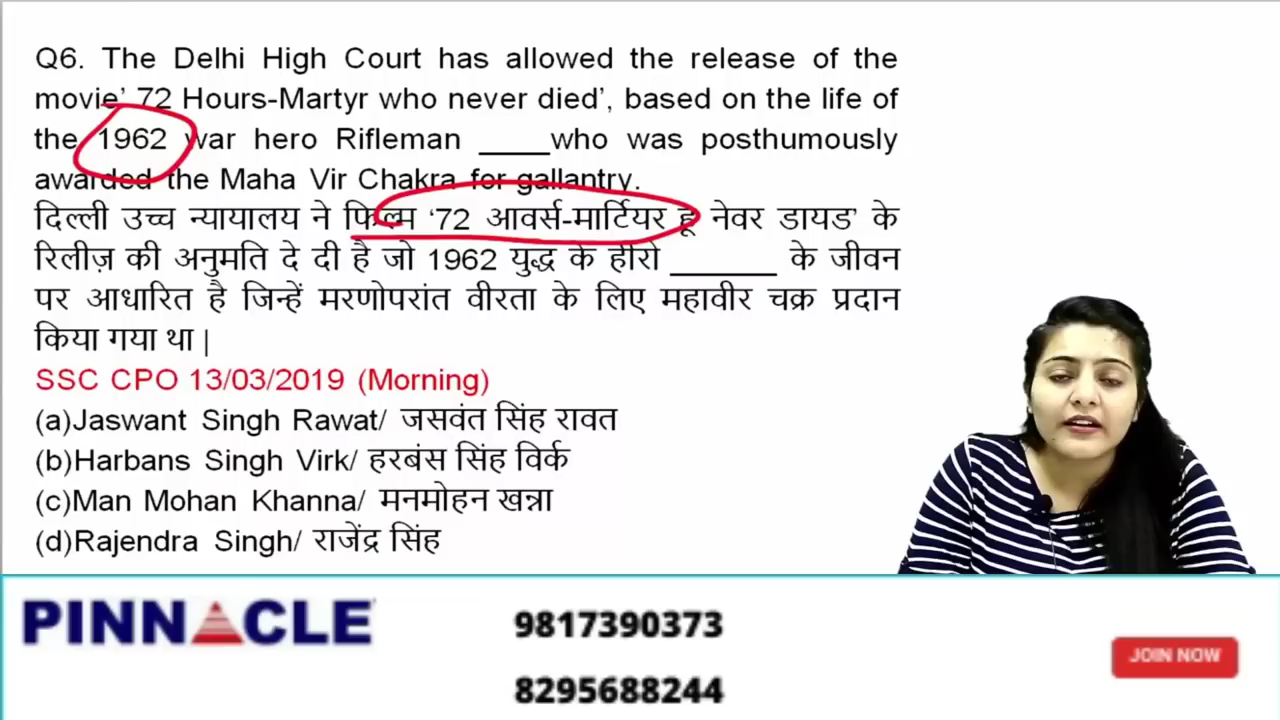 Q6. The Delhi High Court has allowed the release of the
movie' 72 Hours-Martyr who never died', based on the life of
the 1962 war hero Rifleman ____who was posthumously
awarded the Maha Vir Chakra for gallantry.
दिल्ली उच्च न्यायालय ने फिल्म '72 आवर्स-मार्टियर हू नेवर डायड' के
रिलीज़ की अनुमति दे दी है जो 1962 युद्ध के हीरो ______ के जीवन
पर आधारित है जिन्हें मरणोपरांत वीरता के लिए महावीर चक्र प्रदान
किया गया था |
SSC CPO 13/03/2019 (Morning)
(a)Jaswant Singh Rawat/ जसवंत सिंह रावत
(b)Harbans Singh Virk/ हरबंस सिंह विर्क
(c)Man Mohan Khanna/ मनमोहन खन्ना
(d)Rajendra Singh/ राजेंद्र सिंह
PINNACLE
9817390373
8295688244
JOIN NOW